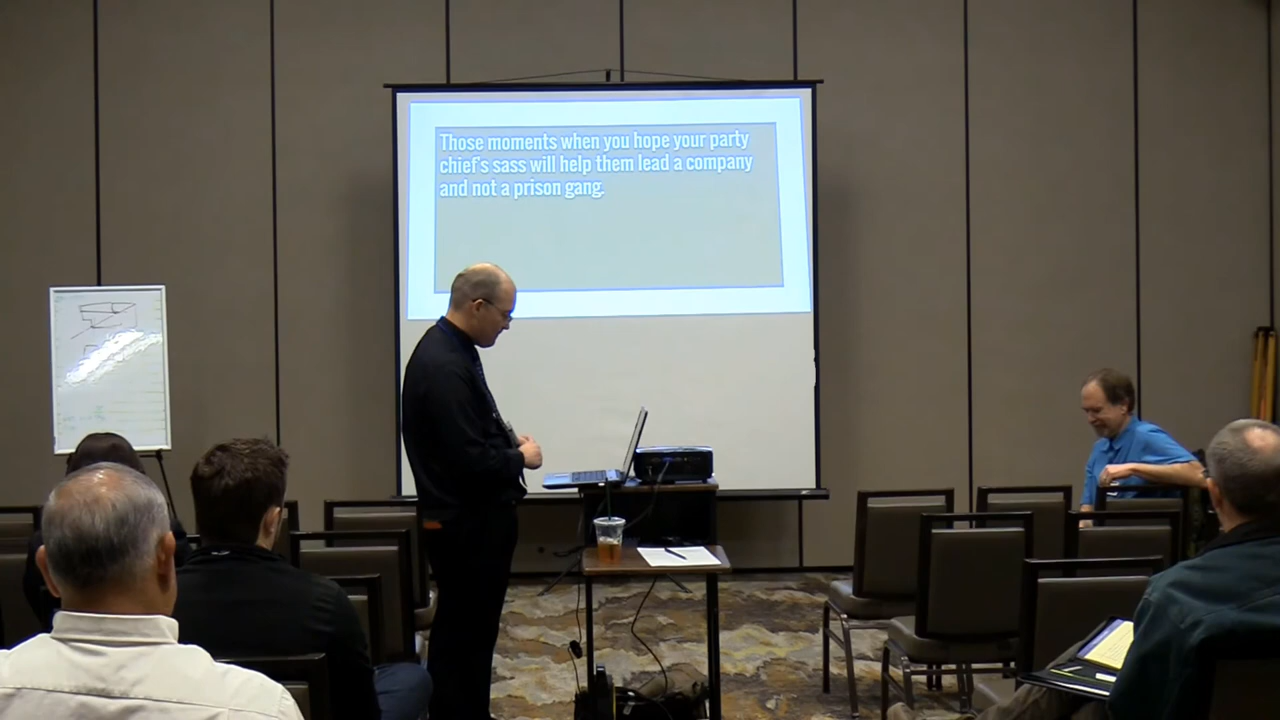 Those moments when you hope your party
chief's sass will help them lead a company
and not a prison gang.